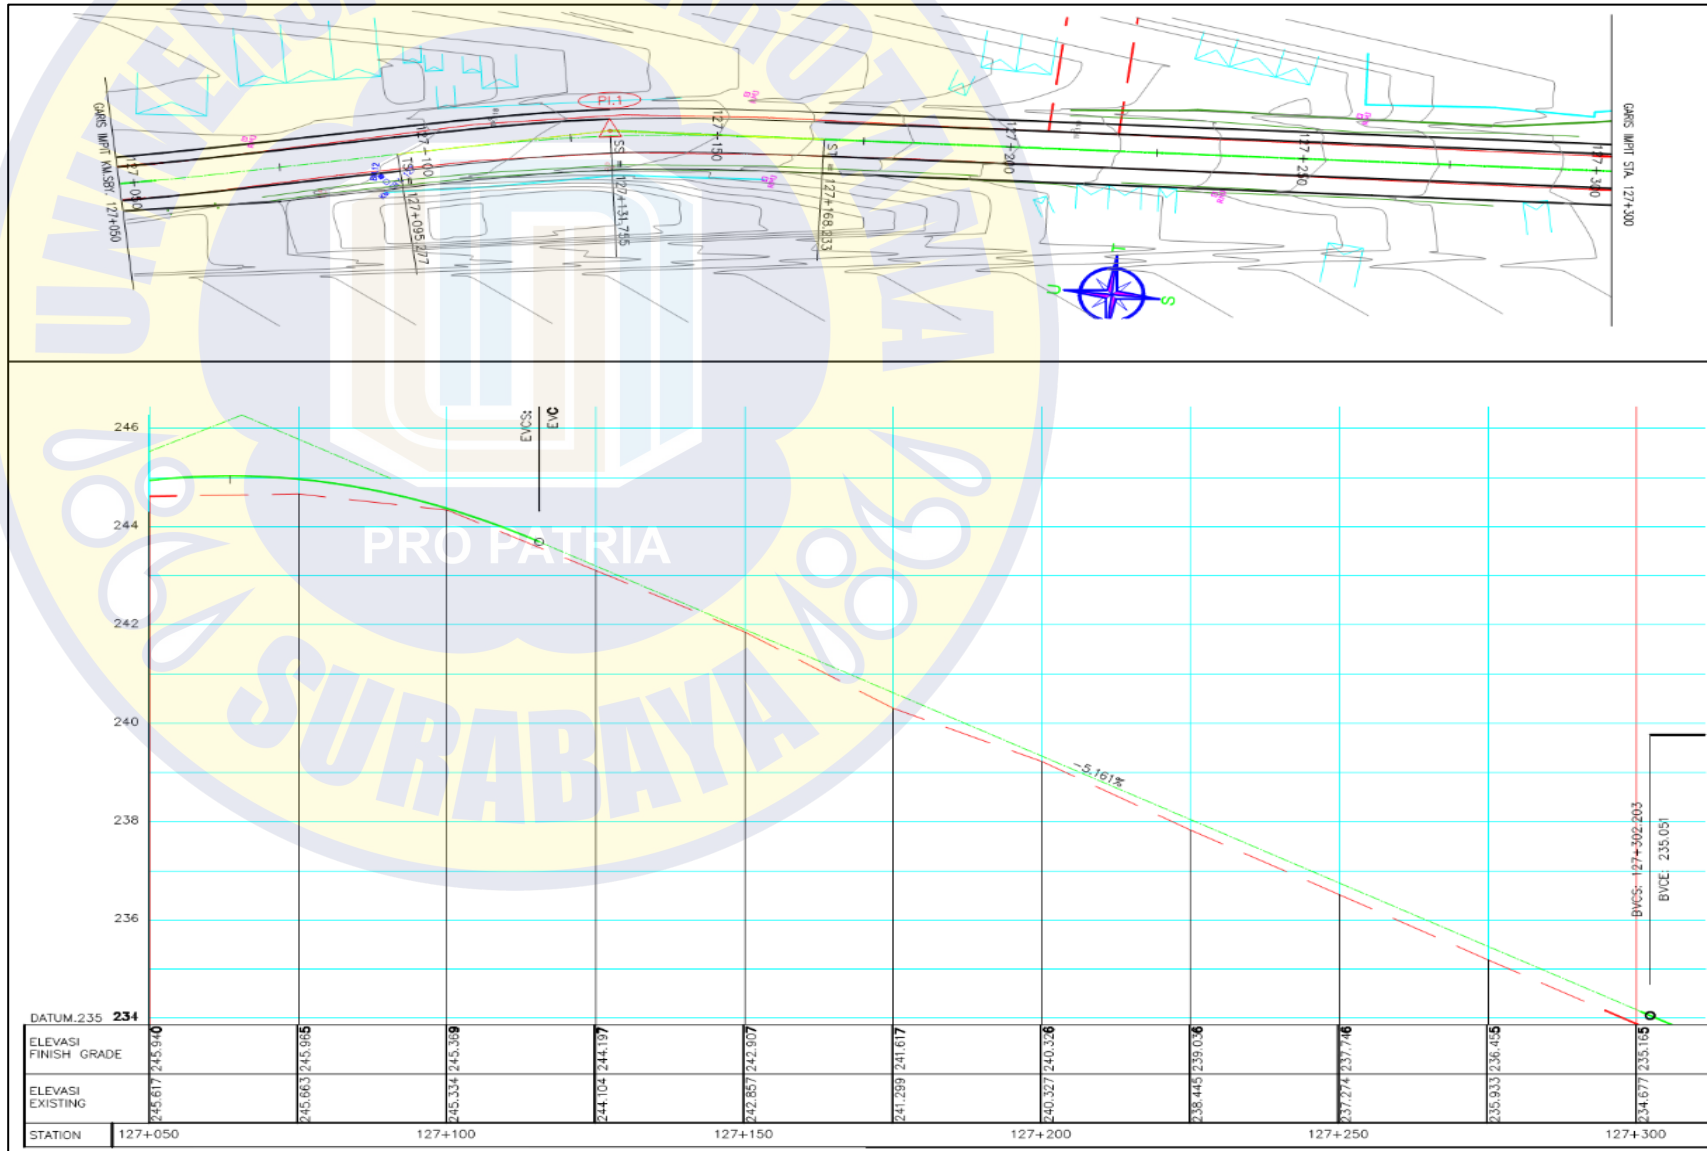 GARIS IMPIT KM.SBY. 127+050
127+050
127+100
TS = 127+095.277
BM12
PI.1
SS = 127+131.755
127+150
ST = 127+168.233
127+200
127+250
127+300
GARIS IMPIT STA. 127+300
U
T
S
PRO PATRIA
SURABAYA
EVCS:
EVC
246
244
242
240
238
236
234
-5.161%
BVCS: 127+302.203
BVCE: 235.051
DATUM.235
ELEVASI
FINISH GRADE
245.940 245.965 245.369 244.197 242.907 241.617 240.326 239.036 237.746 236.455 235.165
ELEVASI
EXISTING
245.617 245.663 245.334 244.104 242.857 241.299 240.327 238.445 237.274 235.933 234.677
STATION 127+050 127+100 127+150 127+200 127+250 127+300